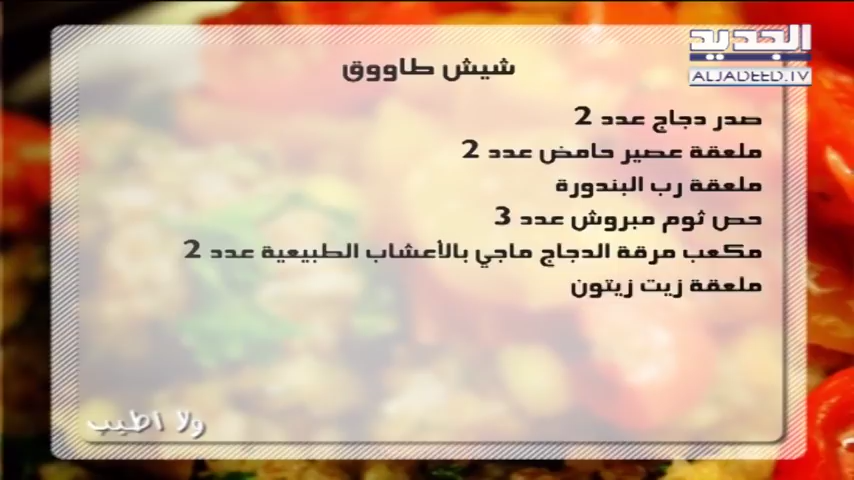 الجديد
ALJADEED.TV
شيش طاووق
صدر دجاج عدد 2
ملعقة عصير حامض عدد 2
ملعقة رب البندورة
حص ثوم مبروش عدد 3
مكعب مرقة الدجاج ماجي بالأعشاب الطبيعية عدد 2
ملعقة زيت زيتون
ولا أطيب